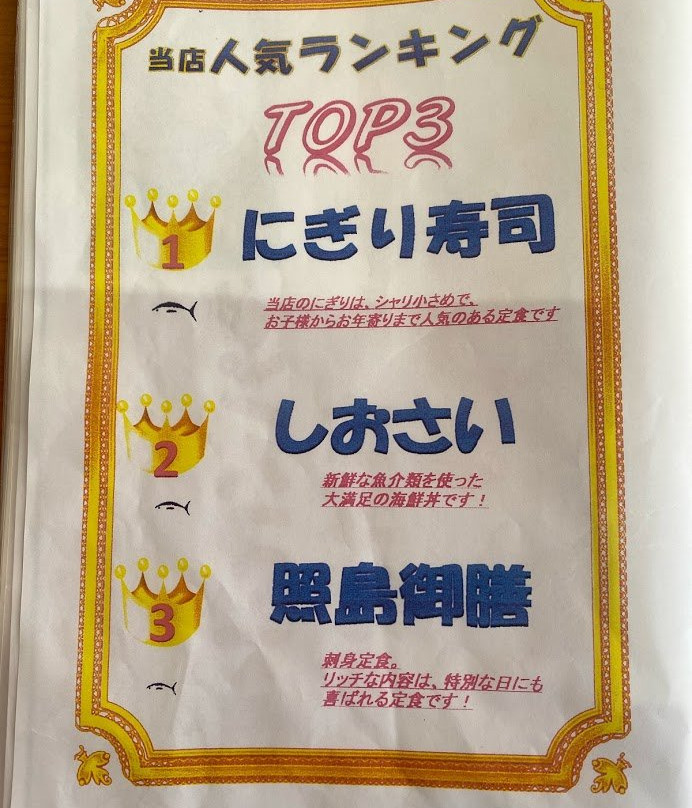 当店人気ランキング
TOP3
1
にぎり寿司
当店のにぎりは、シャリ小さめで、
お子様からお年寄りまで人気のある定食です
2
しおさい
新鮮な魚介類を使った
大満足の海鮮丼です！
3
照島御膳
刺身定食。
リッチな内容は、特別な日にも
喜ばれる定食です！